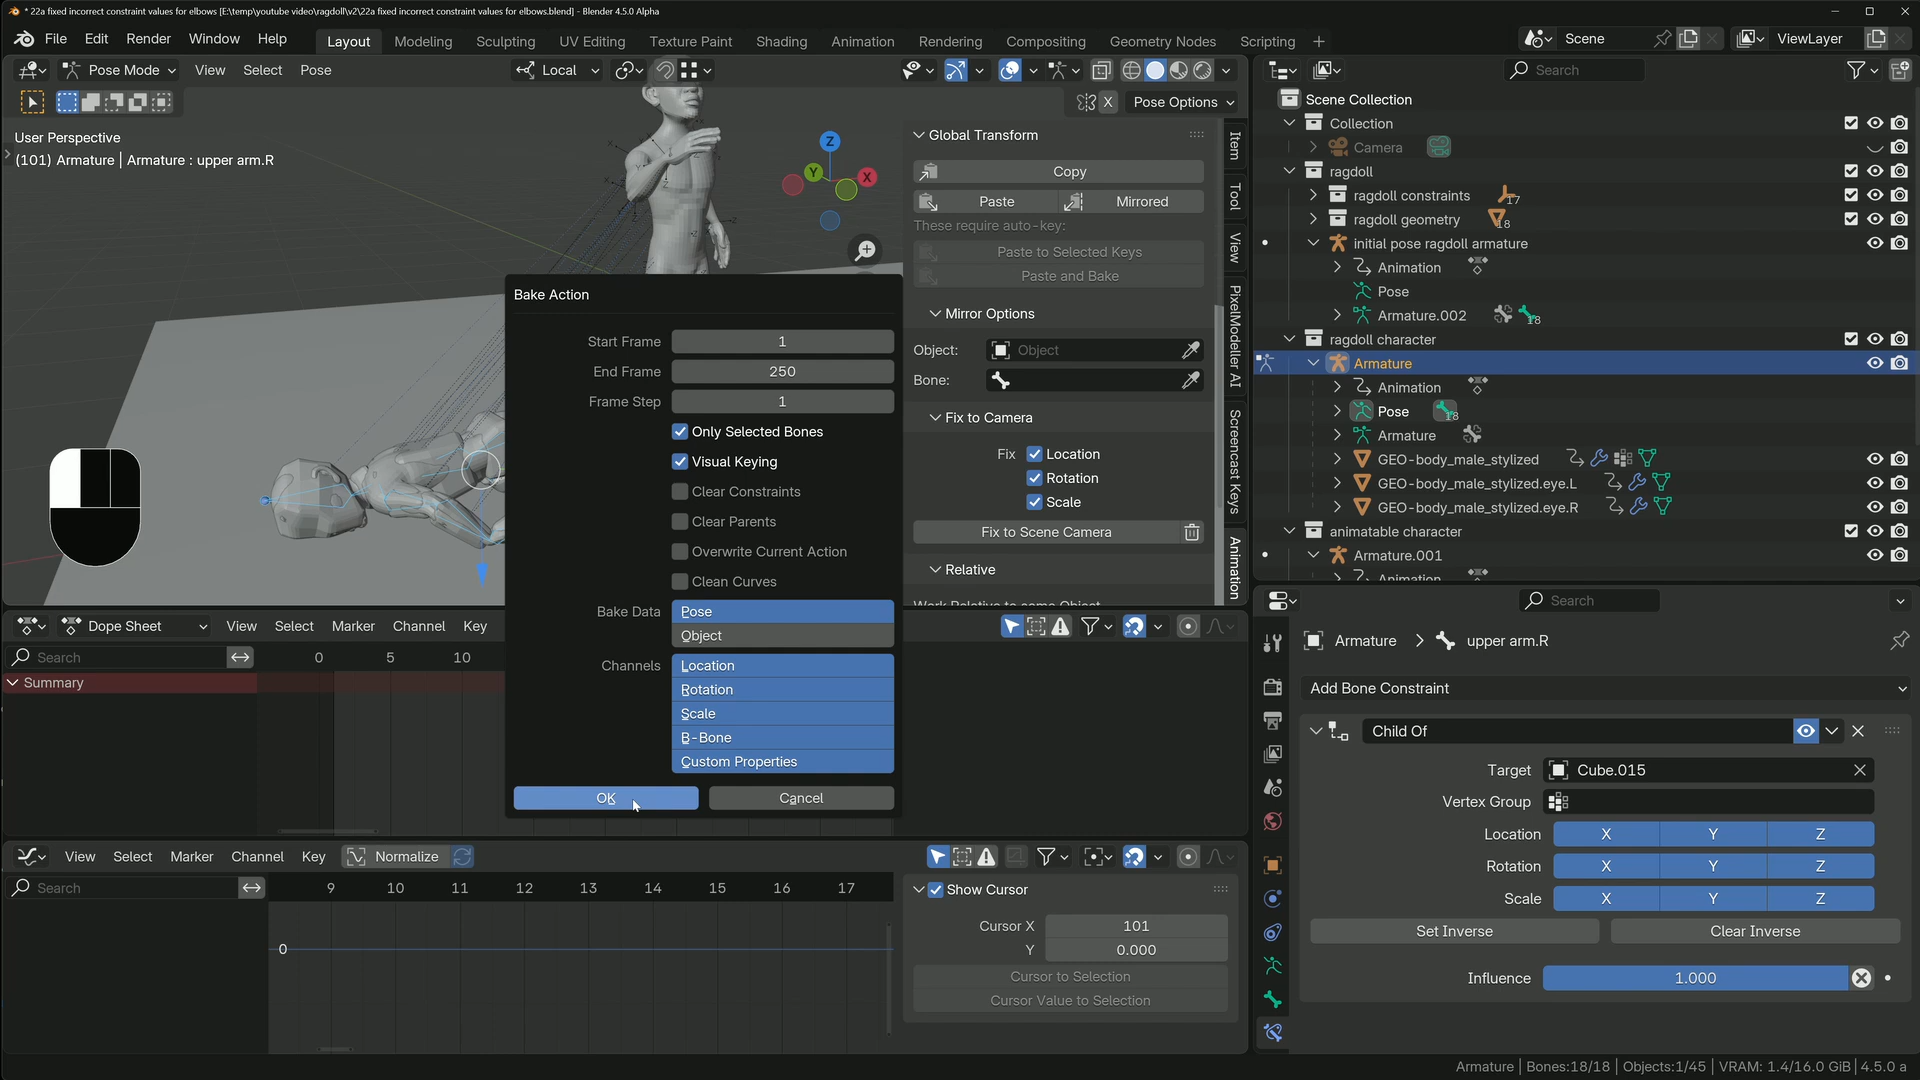 * 22a fixed incorrect constraint values for elbows [E:\temp\youtube video\ragdoll\v2\22a fixed incorrect constraint values for elbows.blend] - Blender 4.5.0 Alpha
File Edit Render Window Help Layout Modeling Sculpting UV Editing Texture Paint Shading Animation Rendering Compositing Geometry Nodes Scripting + Scene ViewLayer
Pose Mode View Select Pose Local
X Pose Options
User Perspective
(101) Armature | Armature : upper arm.R
Z
Y
X
Global Transform
Copy
Paste Mirrored
These require auto-key:
Paste to Selected Keys
Paste and Bake
Mirror Options
Object: Object
Bone:
Fix to Camera
Fix Location
Rotation
Scale
Fix to Scene Camera
Relative
Work Relative to some Object
Item
Tool
View
PixelModeller AI
Screencast Keys
Animation
Bake Action
Start Frame 1
End Frame 250
Frame Step 1
Only Selected Bones
Visual Keying
Clear Constraints
Clear Parents
Overwrite Current Action
Clean Curves
Bake Data Pose
Object
Channels Location
Rotation
Scale
B-Bone
Custom Properties
OK Cancel
Dope Sheet View Select Marker Channel Key
Search 0 5 10
Summary
View Select Marker Channel Key Normalize
Search 9 10 11 12 13 14 15 16 17
0
Show Cursor
Cursor X 101
Y 0.000
Cursor to Selection
Cursor Value to Selection
Search
Scene Collection
Collection
Camera
ragdoll
ragdoll constraints 17
ragdoll geometry 18
initial pose ragdoll armature
Animation
Pose
Armature.002 18
ragdoll character
Armature
Animation
Pose 18
Armature
GEO-body_male_stylized
GEO-body_male_stylized.eye.L
GEO-body_male_stylized.eye.R
animatable character
Armature.001
Animation
Search
Armature upper arm.R
Add Bone Constraint
Child Of
Target Cube.015
Vertex Group
Location X Y Z
Rotation X Y Z
Scale X Y Z
Set Inverse Clear Inverse
Influence 1.000
Armature | Bones:18/18 | Objects:1/45 | VRAM: 1.4/16.0 GiB | 4.5.0 a